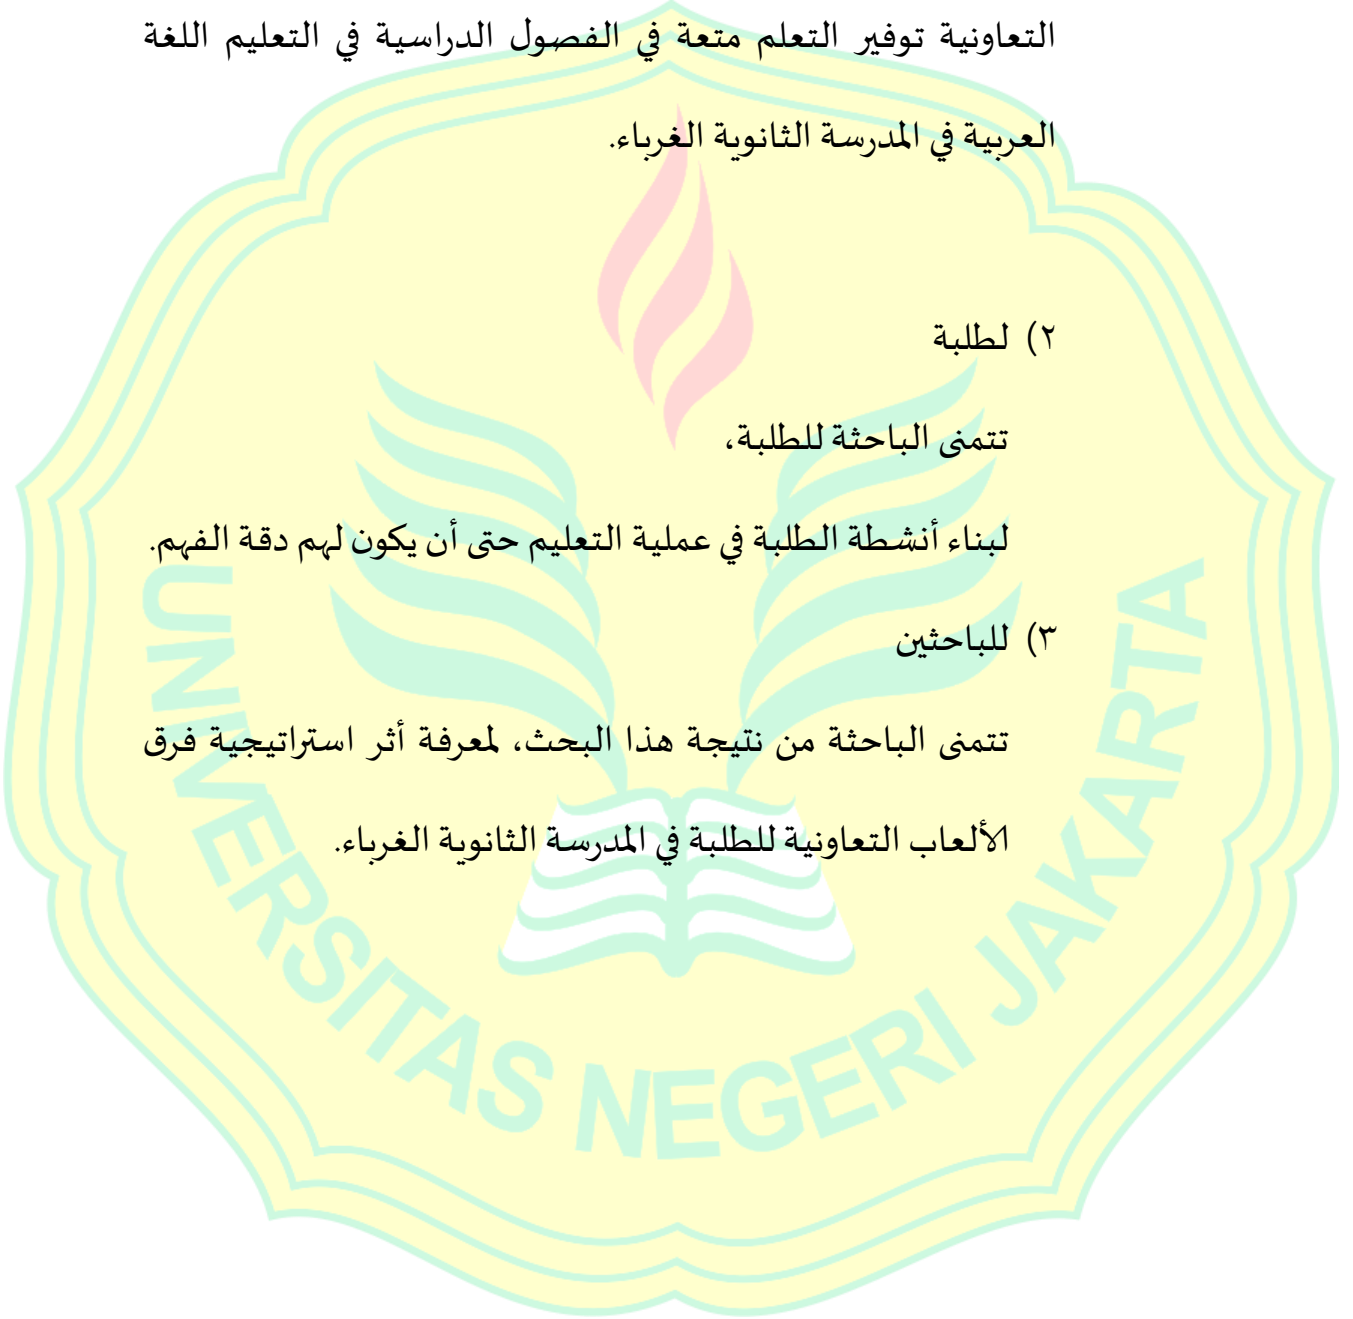 التعاونية توفير التعلم متعة في الفصول الدراسية في التعليم اللغة
العربية في المدرسة الثانوية الغرباء.
٢) لطلبة
تتمنى الباحثة للطلبة،
لبناء أنشطة الطلبة في عملية التعليم حتى أن يكون لهم دقة الفهم.
٣) للباحثين
تتمنى الباحثة من نتيجة هذا البحث، لمعرفة أثر استراتيجية فرق
الألعاب التعاونية للطلبة في المدرسة الثانوية الغرباء.
UNIVERSITAS NEGERI JAKARTA